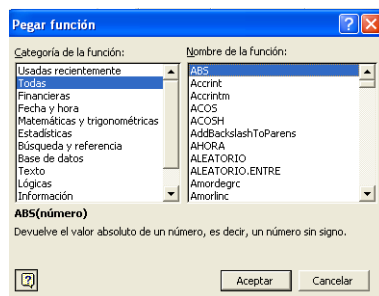 Pegar función
Categoría de la función:
Usadas recientemente
Todas
Financieras
Fecha y hora
Matemáticas y trigonométricas
Estadísticas
Búsqueda y referencia
Base de datos
Texto
Lógicas
Información
Nombre de la función:
ABS
Accrint
Accrintm
ACOS
ACOSH
AddBackslashToParens
AHORA
ALEATORIO
ALEATORIO.ENTRE
Amordegrc
Amorlinc
ABS(número)
Devuelve el valor absoluto de un número, es decir, un número sin signo.
Aceptar
Cancelar